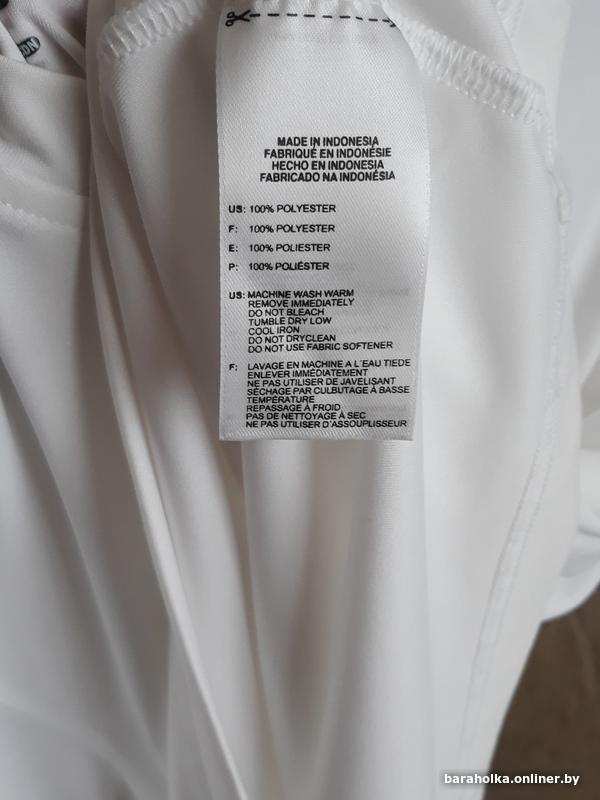 ON
MADE IN INDONESIA
FABRIQUÉ EN INDONÉSIE
HECHO EN INDONESIA
FABRICADO NA INDONÉSIA
US: 100% POLYESTER
F: 100% POLYESTER
E: 100% POLIESTER
P: 100% POLIÉSTER
US: MACHINE WASH WARM
REMOVE IMMEDIATELY
DO NOT BLEACH
TUMBLE DRY LOW
COOL IRON
DO NOT DRYCLEAN
DO NOT USE FABRIC SOFTENER
F: LAVAGE EN MACHINE A L'EAU TIEDE
ENLEVER IMMÉDIATEMENT
NE PAS UTILISER DE JAVELISANT
SÉCHAGE PAR CULBUTAGE À BASSE
TEMPÉRATURE
REPASSAGE À FROID
PAS DE NETTOYAGE À SEC
NE PAS UTILISER D'ASSOUPLISSEUR
baraholka.onliner.by